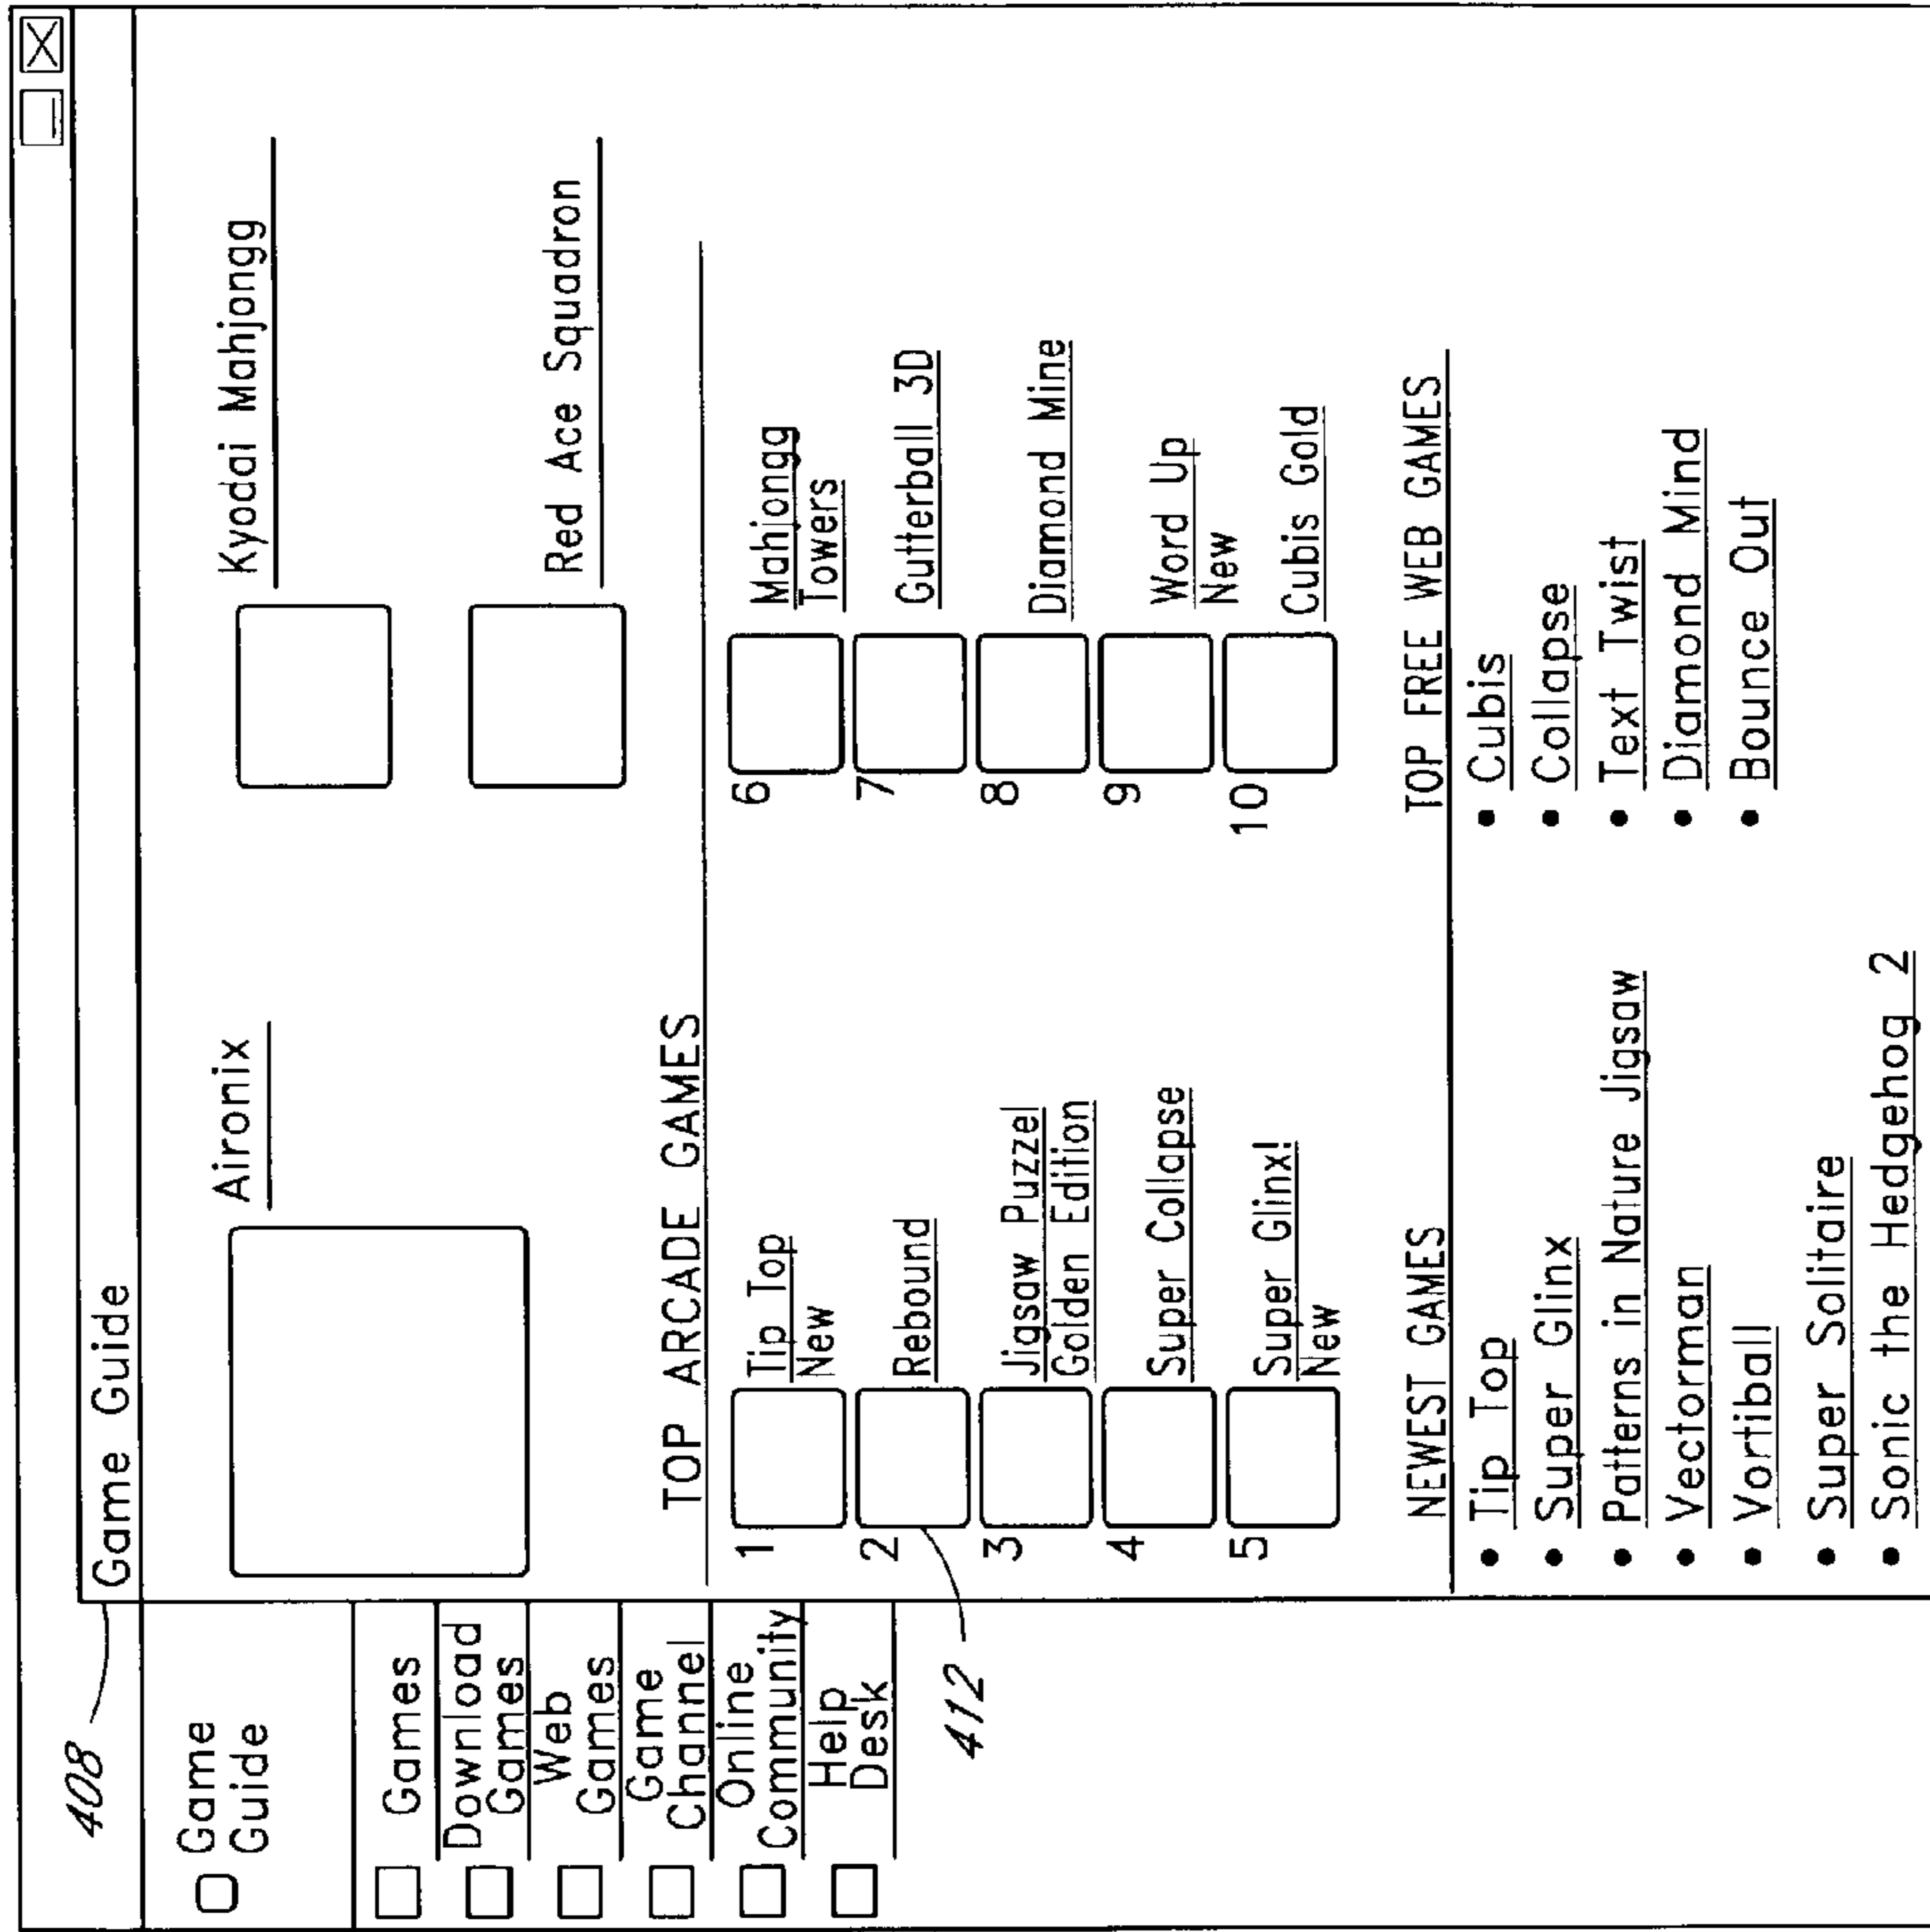 408
Game
Guide
Games
Download
Games
Web
Games
Game
Channel
Online
Community
Help
Desk
412
Game Guide
Aironix
Kyodai Mahjongg
Red Ace Squadron
TOP ARCADE GAMES
1 Tip Top
New
2 Rebound
3 Jigsaw Puzzel
Golden Edition
4 Super Collapse
5 Super Glinx!
New
6 Mahjongg
Towers
7 Gutterball 3D
8 Diamond Mine
9 Word Up
New
10 Cubis Gold
NEWEST GAMES
• Tip Top
• Super Glinx
• Patterns in Nature Jigsaw
• Vectorman
• Vortiball
• Super Solitaire
• Sonic the Hedgehog 2
TOP FREE WEB GAMES
• Cubis
• Collapse
• Text Twist
• Diamond Mind
• Bounce Out